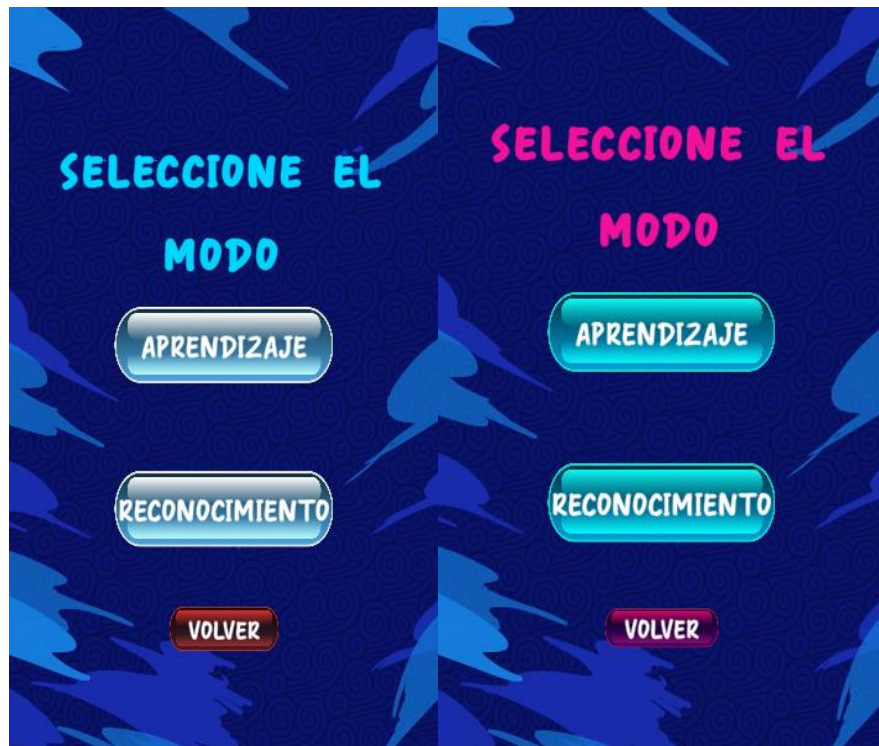 SELECCIONE EL
MODO
APRENDIZAJE
RECONOCIMIENTO
VOLVER
SELECCIONE EL
MODO
APRENDIZAJE
RECONOCIMIENTO
VOLVER